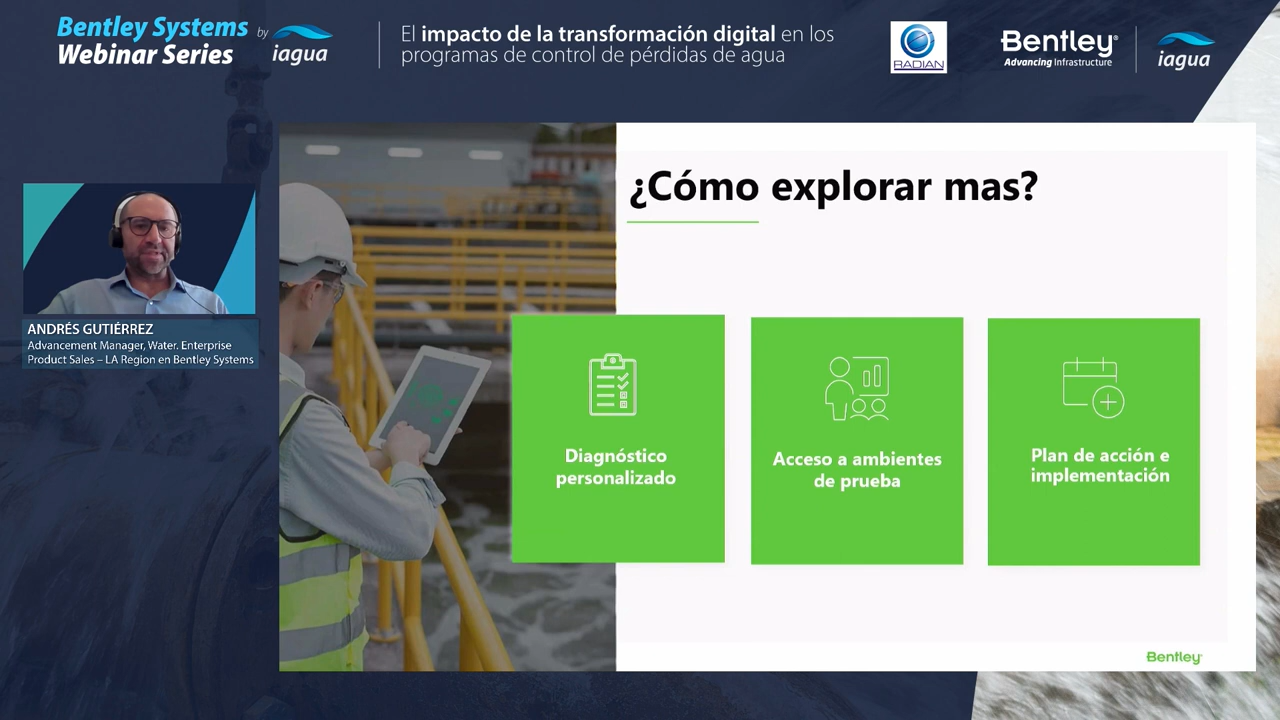 Bentley Systems
Webinar Series
by
iagua
El impacto de la transformación digital en los
programas de control de pérdidas de agua
RADIAN
Bentley®
Advancing Infrastructure
iagua
ANDRÉS GUTIÉRREZ
Advancement Manager, Water. Enterprise
Product Sales – LA Region en Bentley Systems
¿Cómo explorar mas?
Diagnóstico
personalizado
Acceso a ambientes
de prueba
Plan de acción e
implementación
Bentley